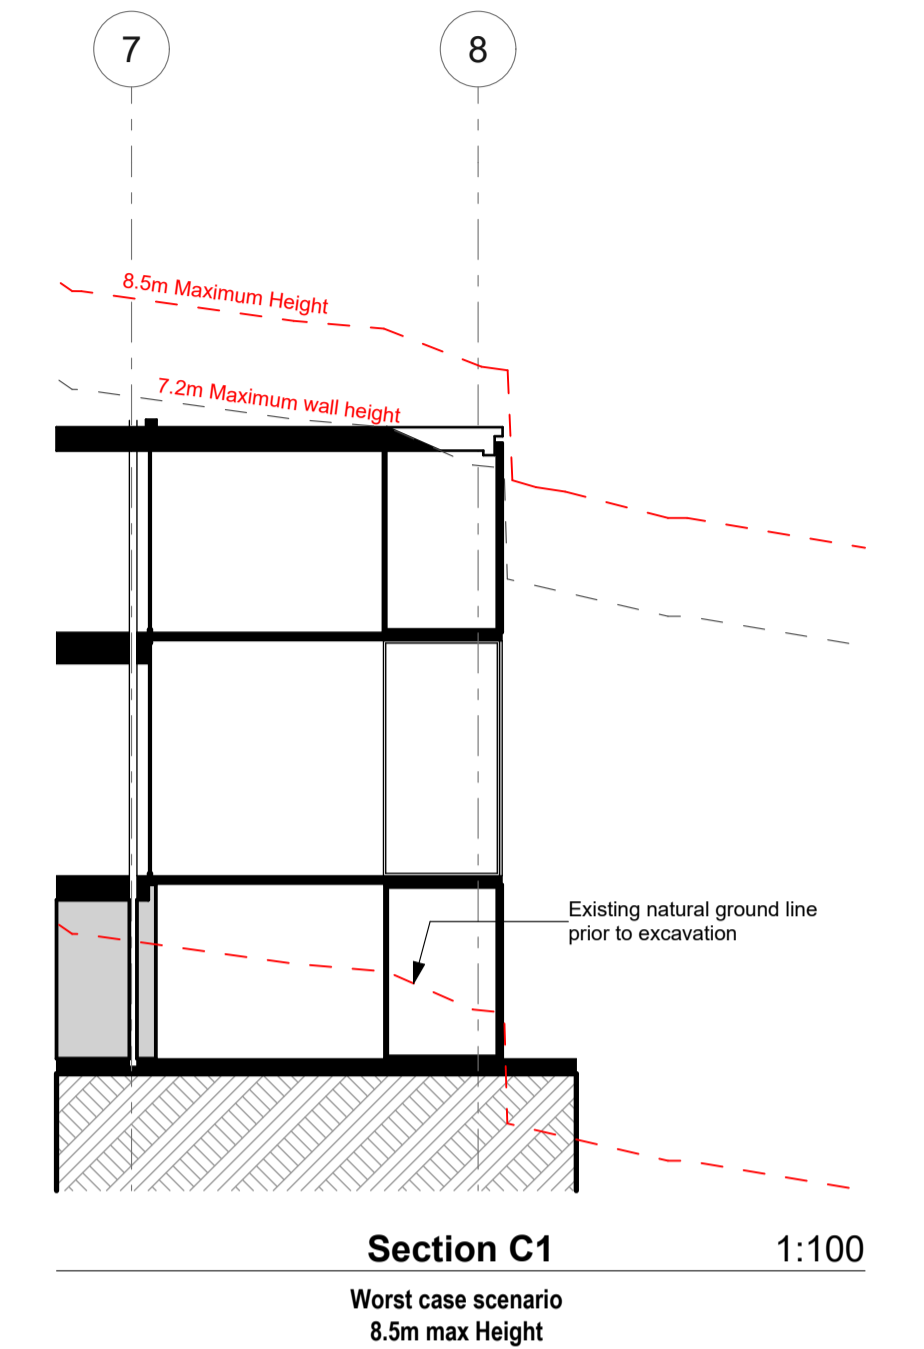 7
8
8.5m Maximum Height
7.2m Maximum wall height
Existing natural ground line
prior to excavation
Section C1
1:100
Worst case scenario
8.5m max Height